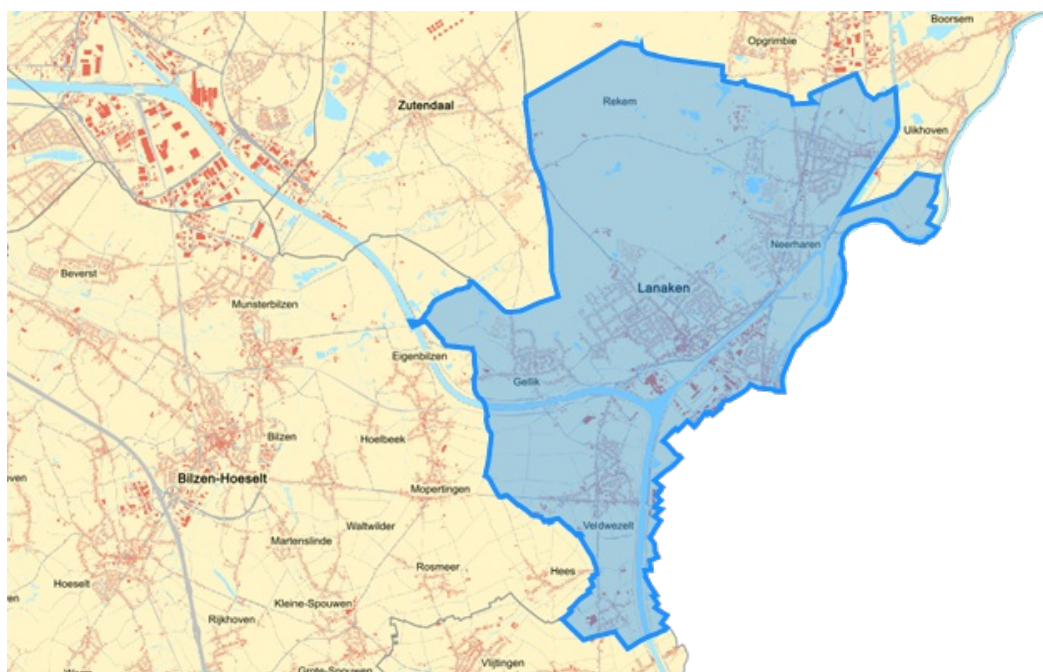 Boorsem
Opgrimbie
Zutendaal
Rekem
Uikhoven
Neerharen
Beverst
Lanaken
Munsterbilzen
Eigenbilzen
Gellik
Bilzen
Hoelbeek
Bilzen-Hoeselt
Mopertingen
Waltwilder
Veldwezelt
Martenslinde
Rosmeer
Hees
Hoeselt
Kleine-Spouwen
Rijkhoven
Vlijtingen